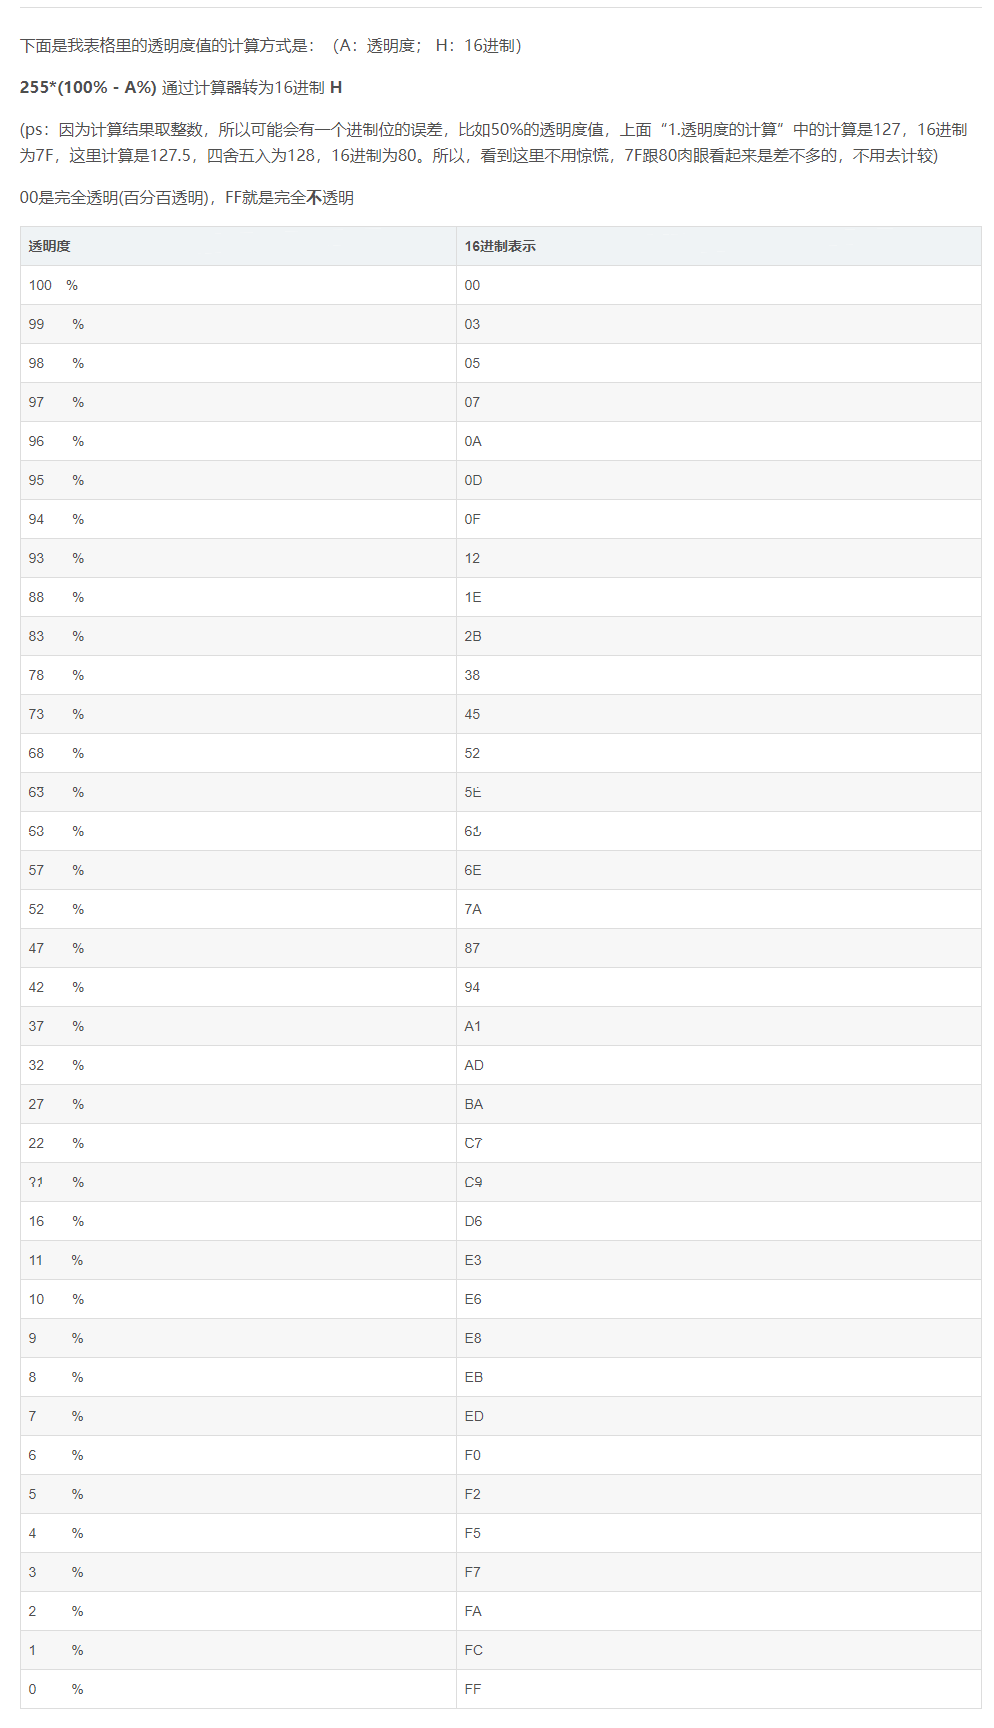 下面是我表格里的透明度值的计算方式是：（A：透明度； H：16进制）
255*(100% - A%) 通过计算器转为16进制 H
(ps：因为计算结果取整数，所以可能会有一个进制位的误差，比如50%的透明度值，上面“1.透明度的计算”中的计算是127，16进制
为7F，这里计算是127.5，四舍五入为128，16进制为80。所以，看到这里不用惊慌，7F跟80肉眼看起来是差不多的，不用去计较)
00是完全透明(百分百透明)，FF就是完全不透明
透明度 16进制表示
100 % 00
99 % 03
98 % 05
97 % 07
96 % 0A
95 % 0D
94 % 0F
93 % 12
88 % 1E
83 % 2B
78 % 38
73 % 45
68 % 52
63 % 5E
%
57 % 6E
52 % 7A
47 % 87
42 % 94
37 % A1
32 % AD
27 % BA
22 % C7
% C9
16 % D6
11 % E3
10 % E6
9 % E8
8 % EB
7 % ED
6 % F0
5 % F2
4 % F5
3 % F7
2 % FA
1 % FC
0 % FF